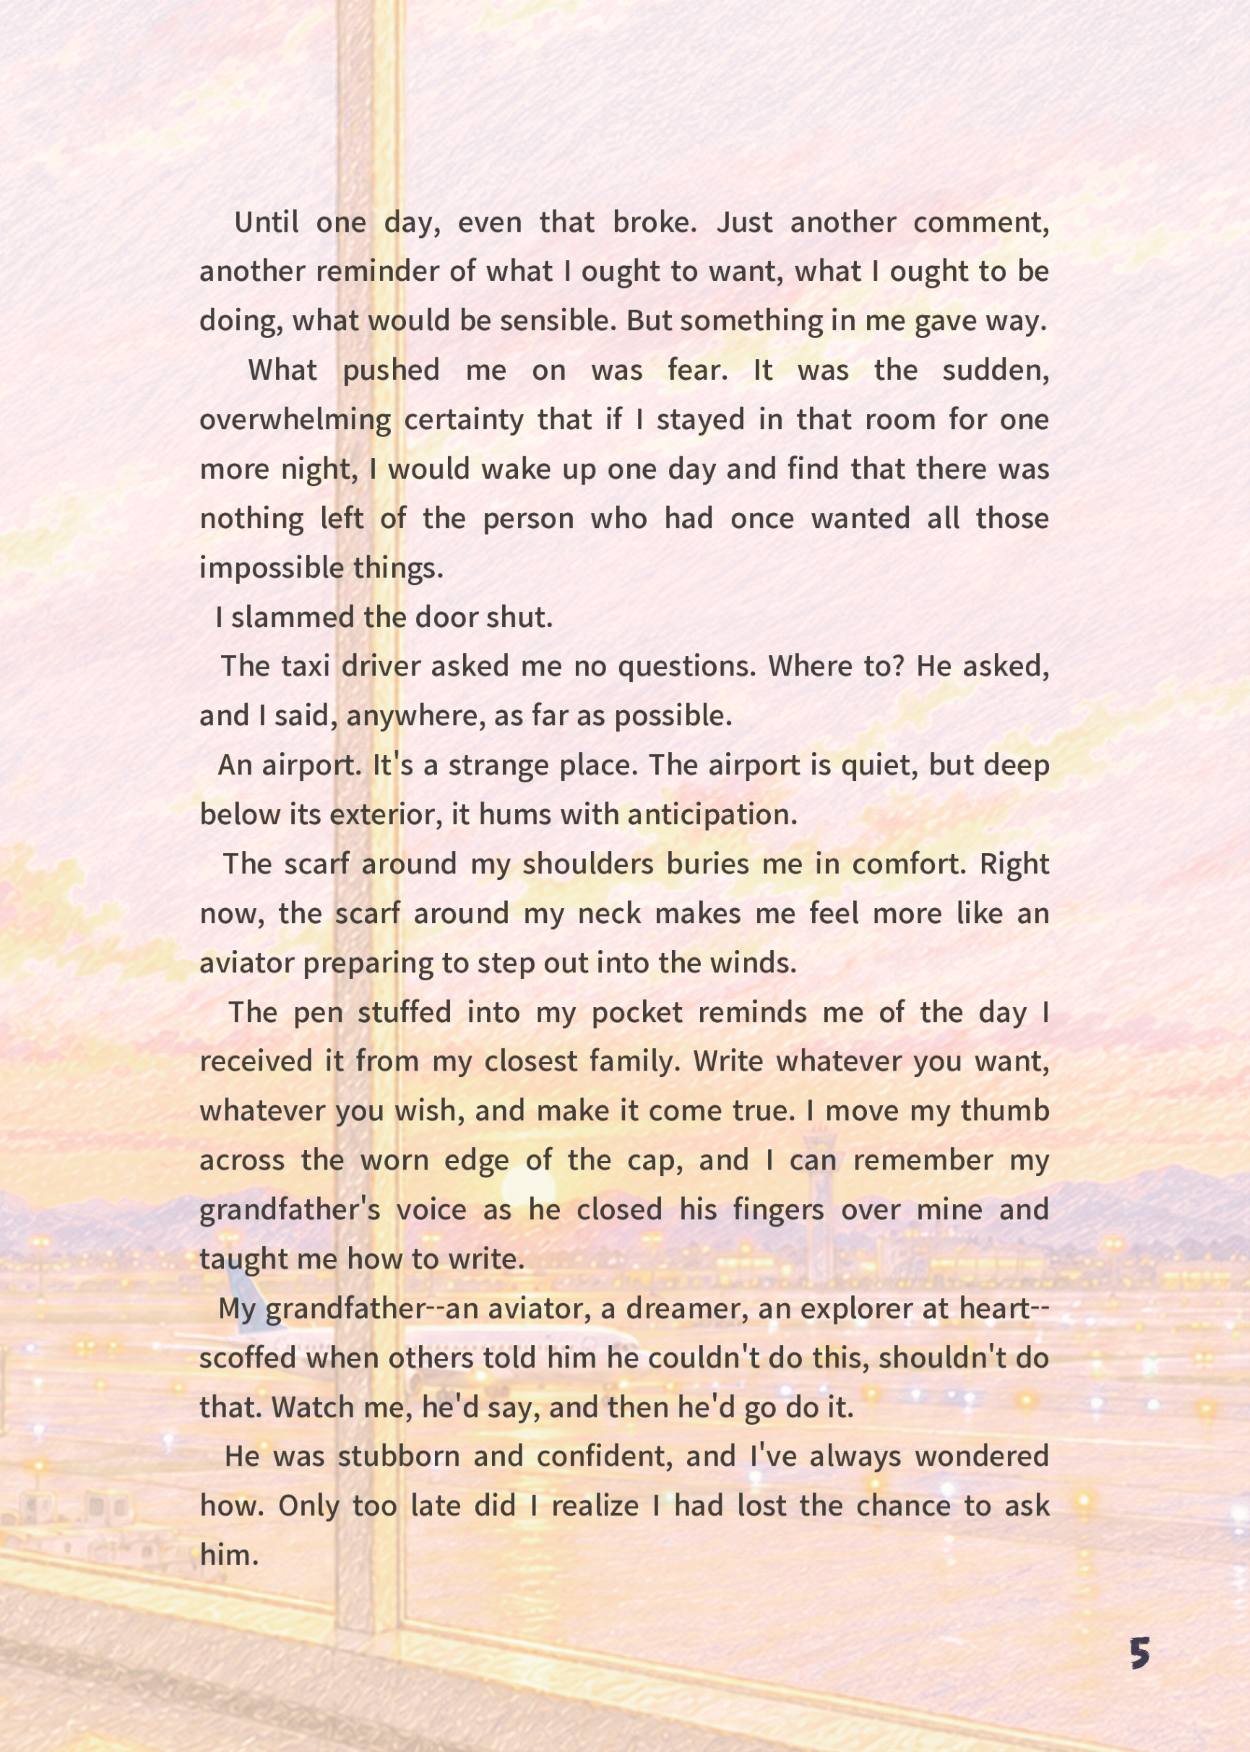 Until one day, even that broke. Just another comment,
another reminder of what I ought to want, what I ought to be
doing, what would be sensible. But something in me gave way.
What pushed me on was fear. It was the sudden,
overwhelming certainty that if I stayed in that room for one
more night, I would wake up one day and find that there was
nothing left of the person who had once wanted all those
impossible things.
I slammed the door shut.
The taxi driver asked me no questions. Where to? He asked,
and I said, anywhere, as far as possible.
An airport. It's a strange place. The airport is quiet, but deep
below its exterior, it hums with anticipation.
The scarf around my shoulders buries me in comfort. Right
now, the scarf around my neck makes me feel more like an
aviator preparing to step out into the winds.
The pen stuffed into my pocket reminds me of the day I
received it from my closest family. Write whatever you want,
whatever you wish, and make it come true. I move my thumb
across the worn edge of the cap, and I can remember my
grandfather's voice as he closed his fingers over mine and
taught me how to write.
My grandfather--an aviator, a dreamer, an explorer at heart--
scoffed when others told him he couldn't do this, shouldn't do
that. Watch me, he'd say, and then he'd go do it.
He was stubborn and confident, and I've always wondered
how. Only too late did I realize I had lost the chance to ask
him.
5